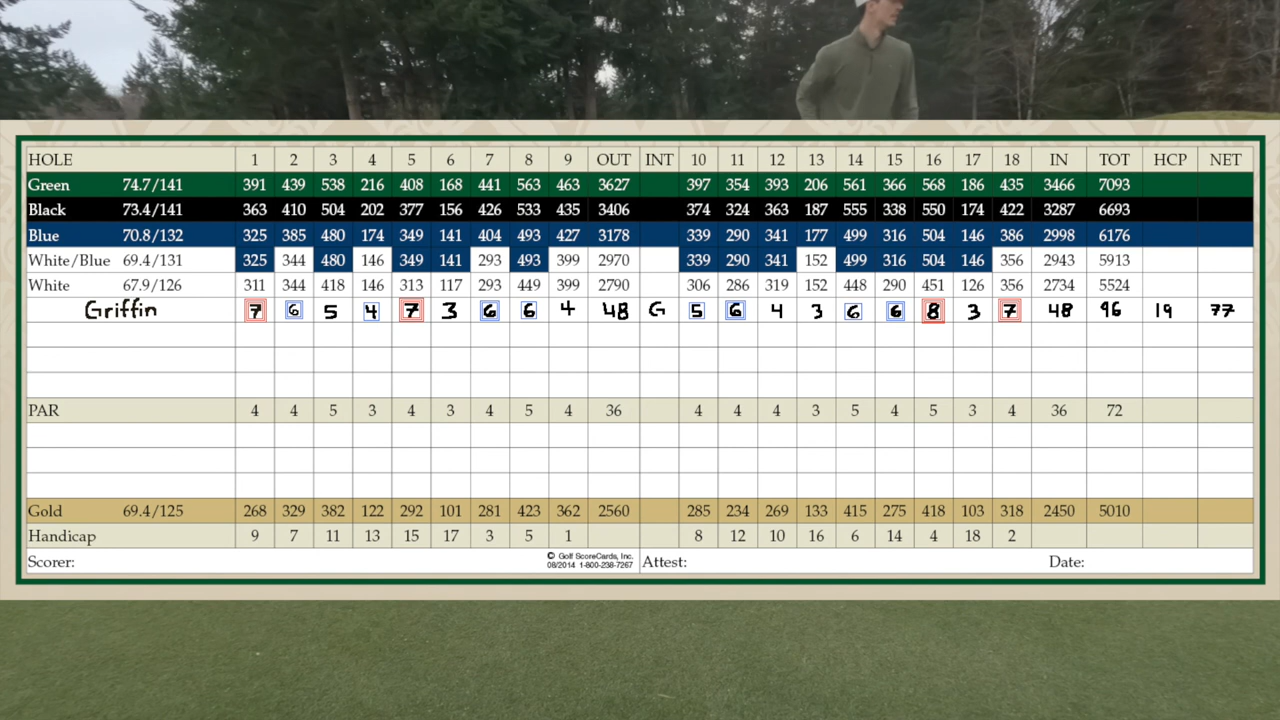 HOLE 1 2 3 4 5 6 7 8 9 OUT INT 10 11 12 13 14 15 16 17 18 IN TOT HCP NET
Green 74.7/141 391 439 538 216 408 168 441 563 463 3627 397 354 393 206 561 366 568 186 435 3466 7093
Black 73.4/141 363 410 504 202 377 156 426 533 435 3406 374 324 363 187 555 338 550 174 422 3287 6693
Blue 70.8/132 325 385 480 174 349 141 404 493 427 3178 339 290 341 177 499 316 504 146 386 2998 6176
White/Blue 69.4/131 325 344 480 146 349 141 293 493 399 2970 339 290 341 152 499 316 504 146 356 2943 5913
White 67.9/126 311 344 418 146 313 117 293 449 399 2790 306 286 319 152 448 290 451 126 356 2734 5524
Griffin 7 6 5 4 7 3 6 6 4 48 G 5 6 4 3 6 6 8 3 7 48 96 19 77
PAR 4 4 5 3 4 3 4 5 4 36 4 4 4 3 5 4 5 3 4 36 72
Gold 69.4/125 268 329 382 122 292 101 281 423 362 2560 285 234 269 133 415 275 418 103 318 2450 5010
Handicap 9 7 11 13 15 17 3 5 1 8 12 10 16 6 14 4 18 2
Scorer: © Golf ScoreCards, Inc. Attest: Date:
08/2014 1-800-238-7267